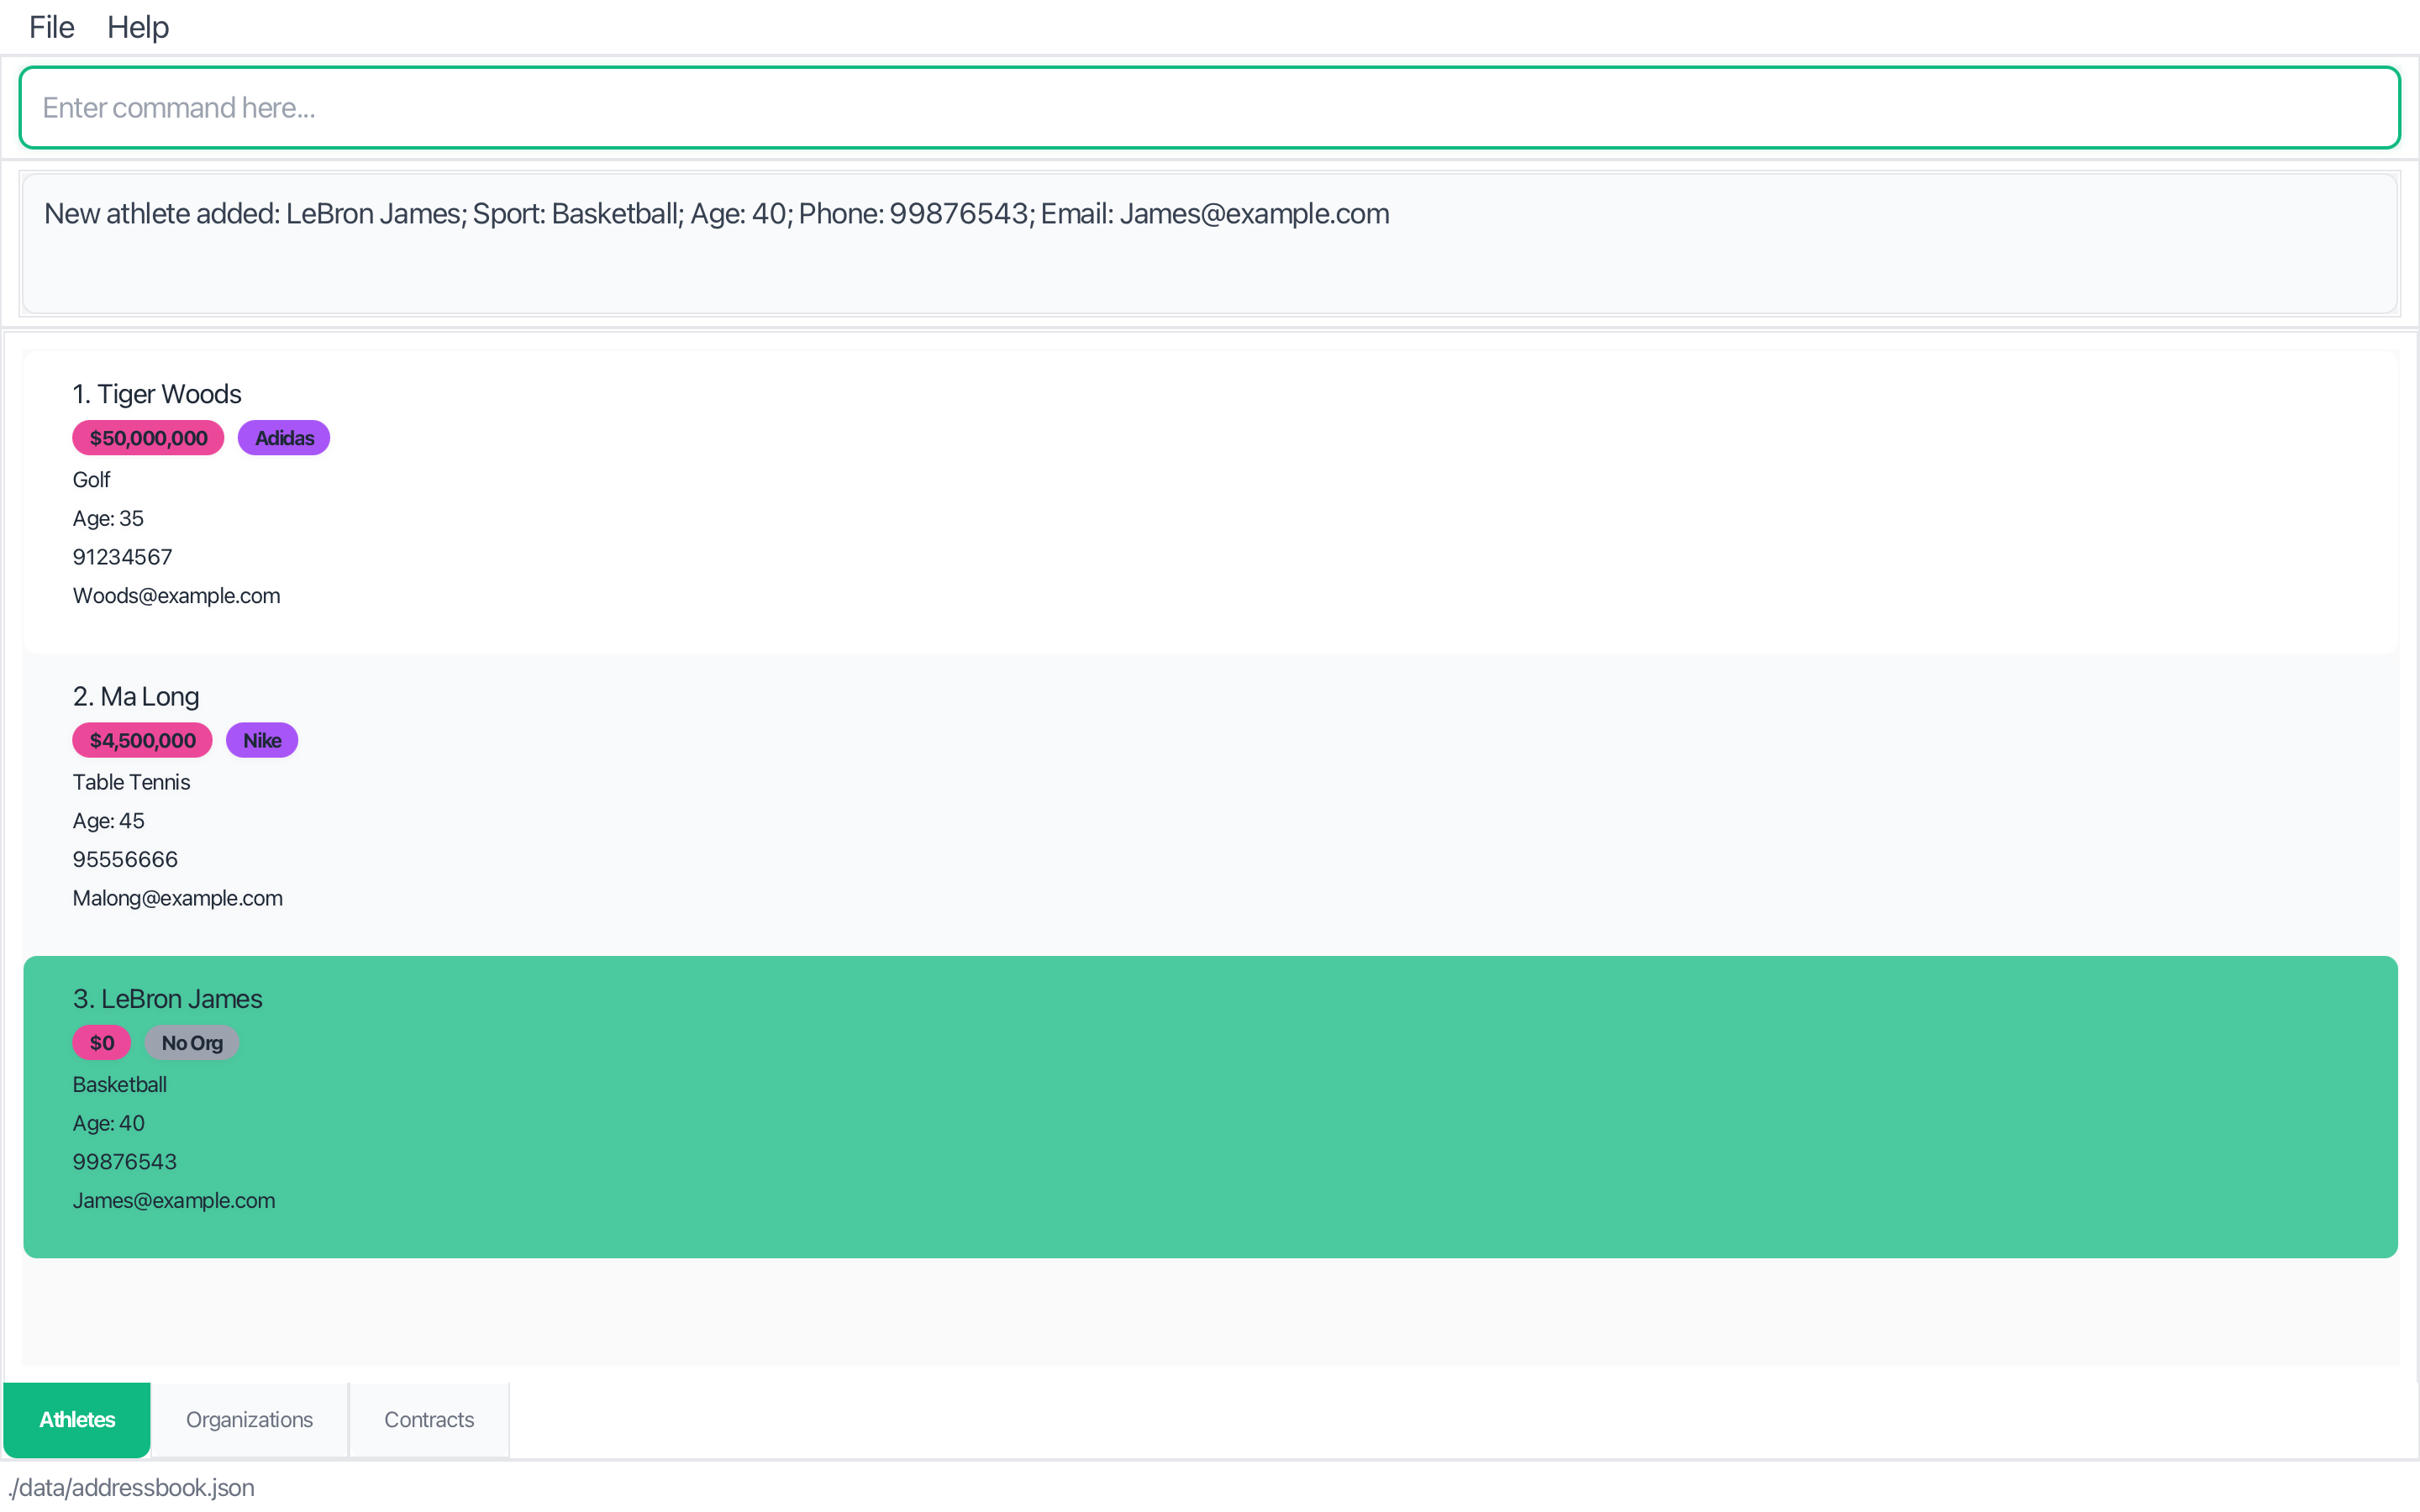 File Help
Enter command here...
New athlete added: LeBron James; Sport: Basketball; Age: 40; Phone: 99876543; Email: James@example.com
1. Tiger Woods
$50,000,000 Adidas
Golf
Age: 35
91234567
Woods@example.com
2. Ma Long
$4,500,000 Nike
Table Tennis
Age: 45
95556666
Malong@example.com
3. LeBron James
$0 No Org
Basketball
Age: 40
99876543
James@example.com
Athletes Organizations Contracts
./data/addressbook.json